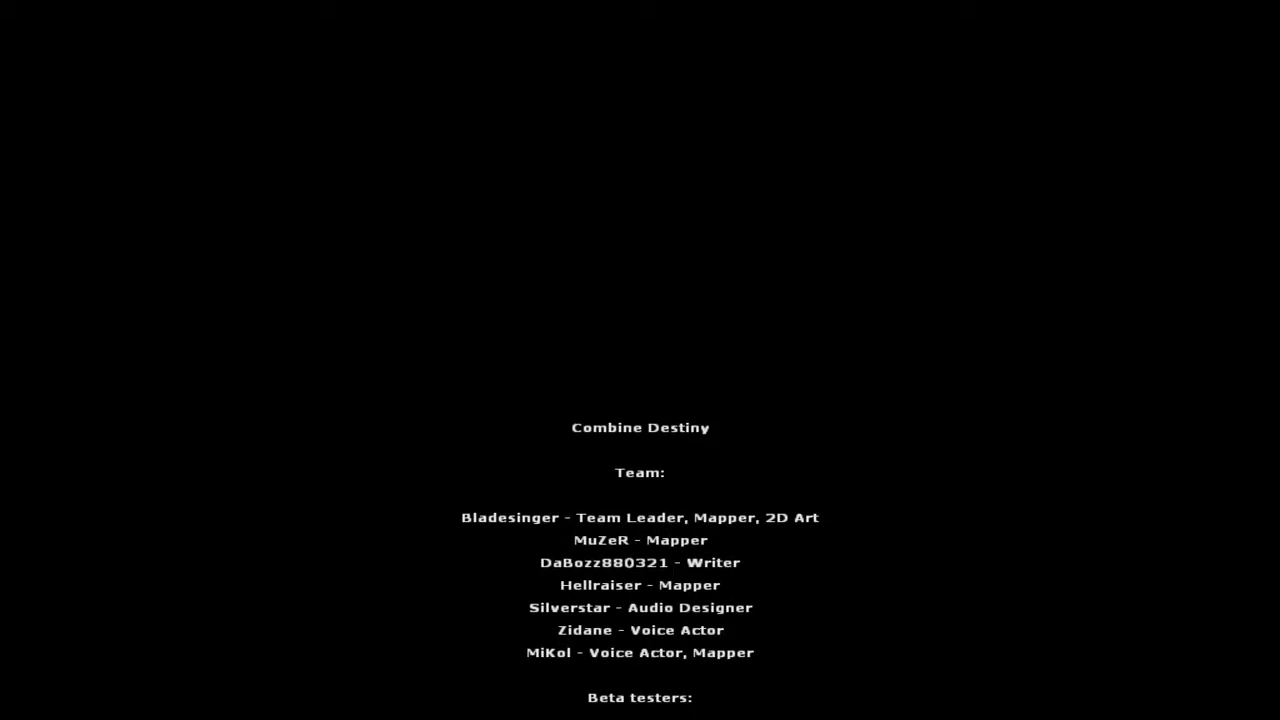 Combine Destiny
Team:
Bladesinger - Team Leader, Mapper, 2D Art
MuZeR - Mapper
DaBozz880321 - Writer
Hellraiser - Mapper
Silverstar - Audio Designer
Zidane - Voice Actor
MiKol - Voice Actor, Mapper
Beta testers: